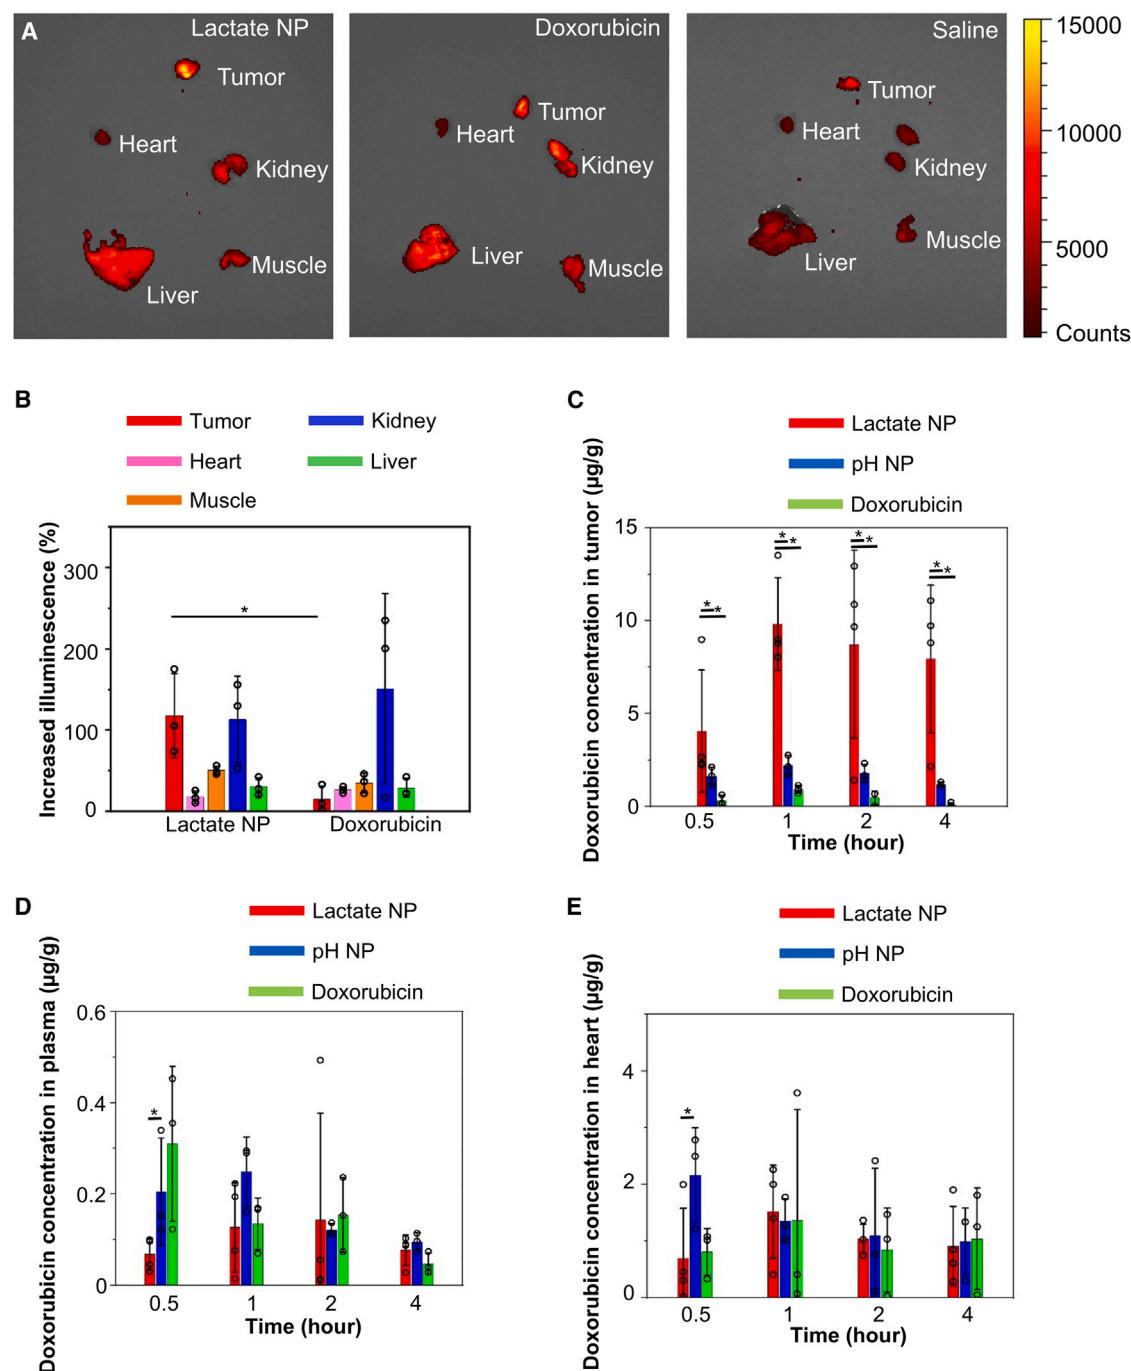 A
Lactate NP
Tumor
Heart
Kidney
Muscle
Liver
Doxorubicin
Tumor
Heart
Kidney
Liver
Muscle
Saline
Tumor
Heart
Kidney
Muscle
Liver
15000
10000
5000
Counts
B
Tumor
Kidney
Heart
Liver
Muscle
Increased illuminescence (%)
300
200
100
0
*
Lactate NP
Doxorubicin
C
Lactate NP
pH NP
Doxorubicin
Doxorubicin concentration in tumor (µg/g)
15
10
5
0
* *
* *
* *
* *
0.5 1 2 4
Time (hour)
D
Lactate NP
pH NP
Doxorubicin
Doxorubicin concentration in plasma (µg/g)
0.6
0.4
0.2
0
*
0.5 1 2 4
Time (hour)
E
Lactate NP
pH NP
Doxorubicin
Doxorubicin concentration in heart (µg/g)
4
2
0
*
0.5 1 2 4
Time (hour)